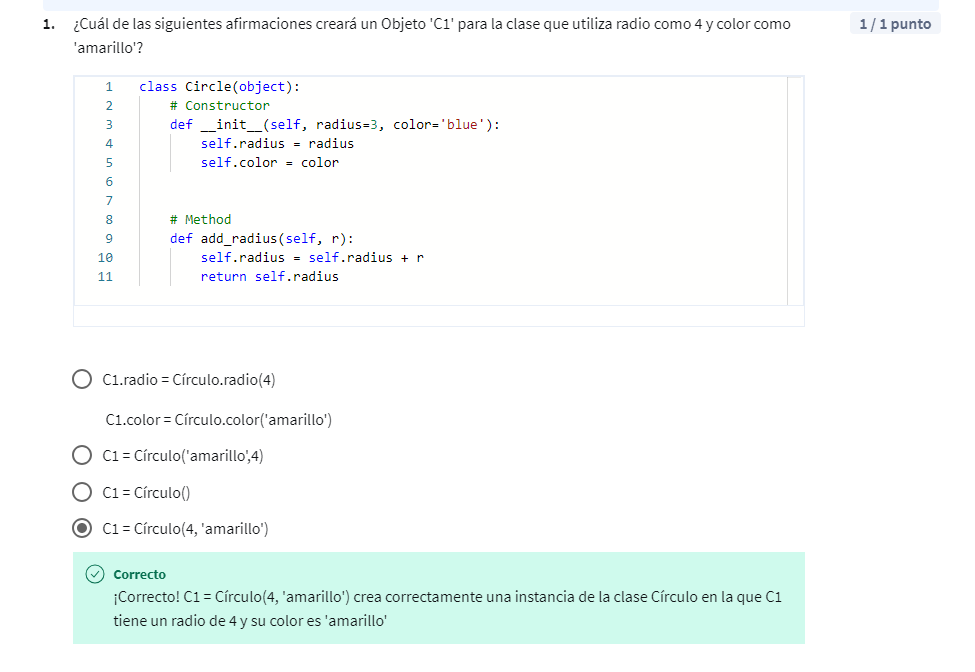 1. ¿Cuál de las siguientes afirmaciones creará un Objeto 'C1' para la clase que utiliza radio como 4 y color como
'amarillo'?
1 / 1 punto
1 class Circle(object):
2     # Constructor
3     def __init__(self, radius=3, color='blue'):
4         self.radius = radius
5         self.color = color
6
7
8     # Method
9     def add_radius(self, r):
10         self.radius = self.radius + r
11         return self.radius
C1.radio = Círculo.radio(4)
C1.color = Círculo.color('amarillo')
C1 = Círculo('amarillo',4)
C1 = Círculo()
C1 = Círculo(4, 'amarillo')
Correcto
¡Correcto! C1 = Círculo(4, 'amarillo') crea correctamente una instancia de la clase Círculo en la que C1
tiene un radio de 4 y su color es 'amarillo'